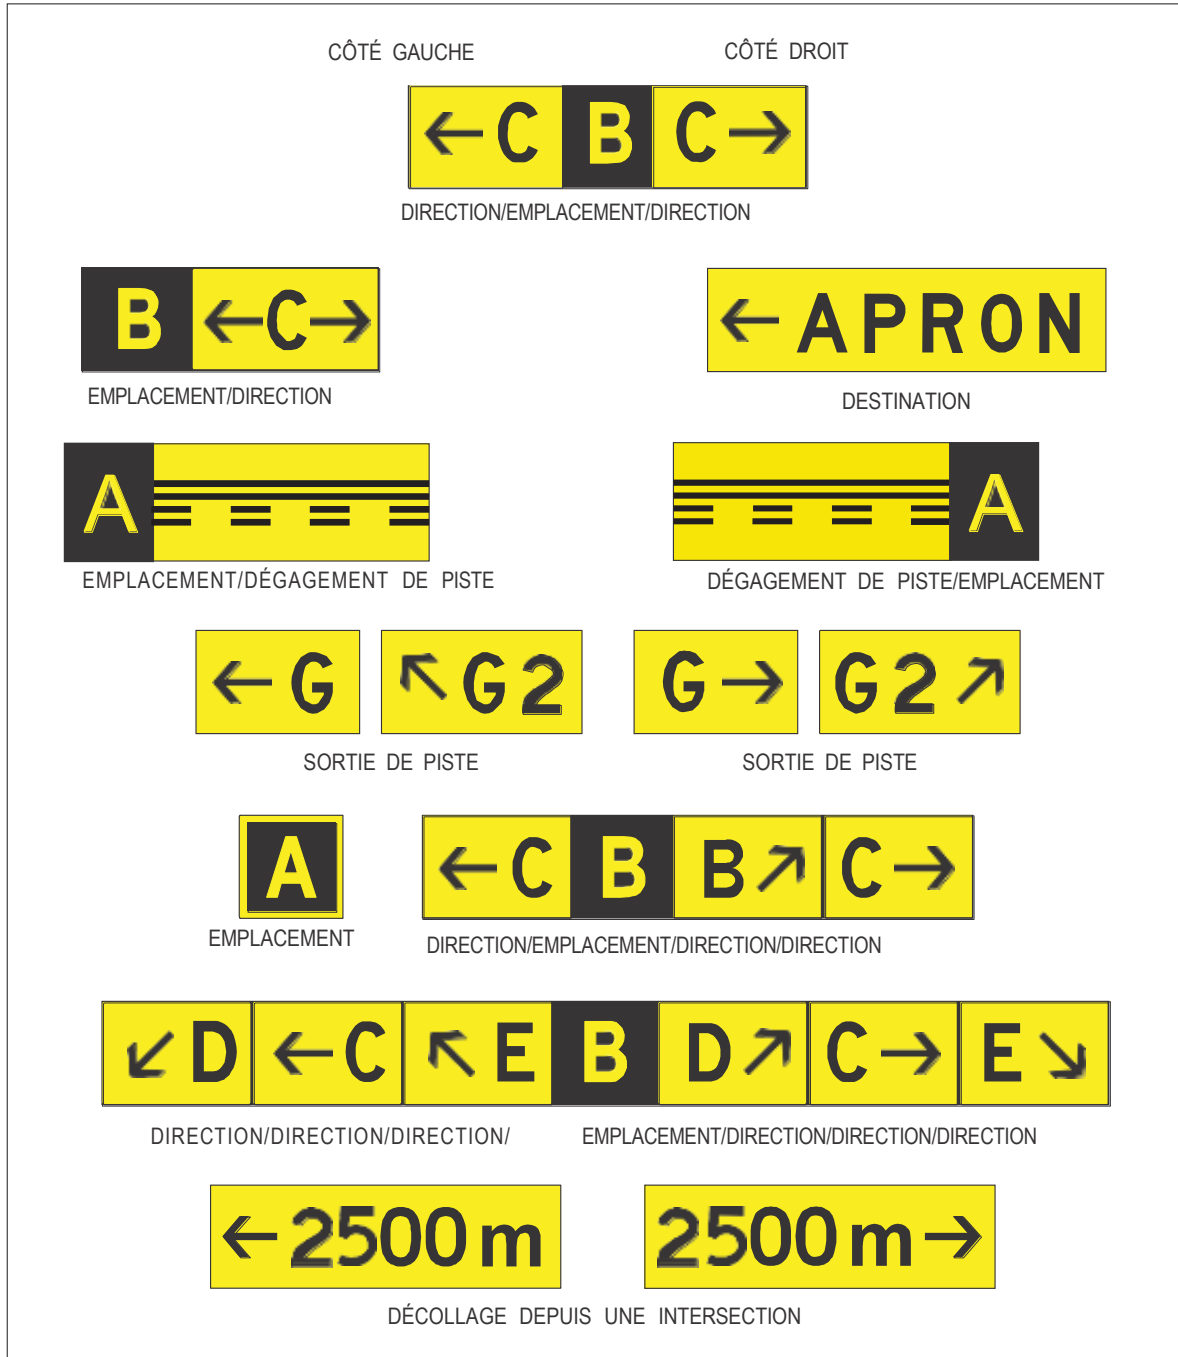 CÔTÉ GAUCHE CÔTÉ DROIT
←C B C→
DIRECTION/EMPLACEMENT/DIRECTION
B ←C→ ←APRON
EMPLACEMENT/DIRECTION DESTINATION
A A
EMPLACEMENT/DÉGAGEMENT DE PISTE DÉGAGEMENT DE PISTE/EMPLACEMENT
←G ↖G2 G→ G2↗
SORTIE DE PISTE SORTIE DE PISTE
A ←C B B↗ C→
EMPLACEMENT DIRECTION/EMPLACEMENT/DIRECTION/DIRECTION
↙D ←C ↖E B D↗ C→ E↘
DIRECTION/DIRECTION/DIRECTION/ EMPLACEMENT/DIRECTION/DIRECTION/DIRECTION
←2500m 2500m→
DÉCOLLAGE DEPUIS UNE INTERSECTION